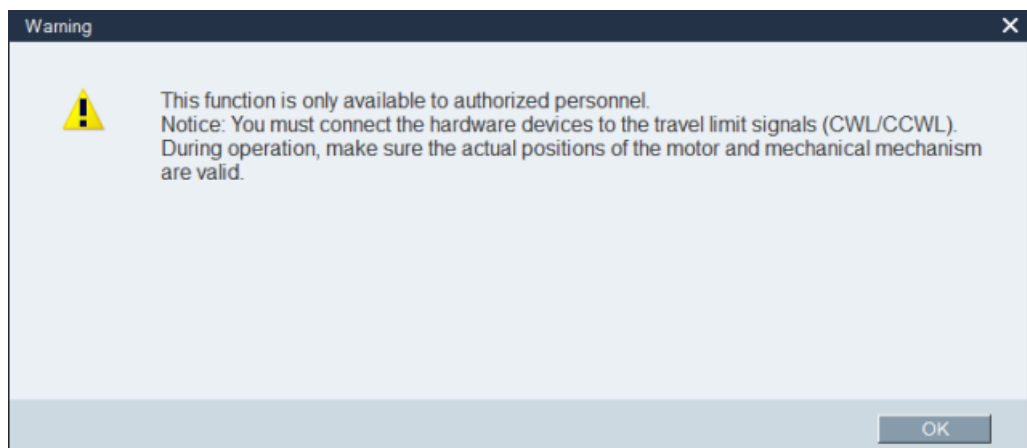 Warning
This function is only available to authorized personnel.
Notice: You must connect the hardware devices to the travel limit signals (CWL/CCWL).
During operation, make sure the actual positions of the motor and mechanical mechanism
are valid.
OK